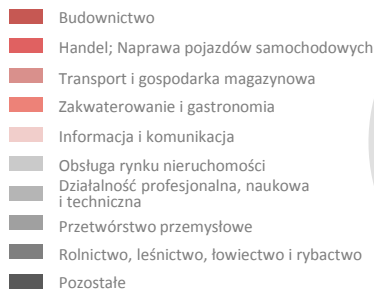 Budownictwo
Handel; Naprawa pojazdów samochodowych
Transport i gospodarka magazynowa
Zakwaterowanie i gastronomia
Informacja i komunikacja
Obsługa rynku nieruchomości
Działalność profesjonalna, naukowa
i techniczna
Przetwórstwo przemysłowe
Rolnictwo, leśnictwo, łowiectwo i rybactwo
Pozostałe